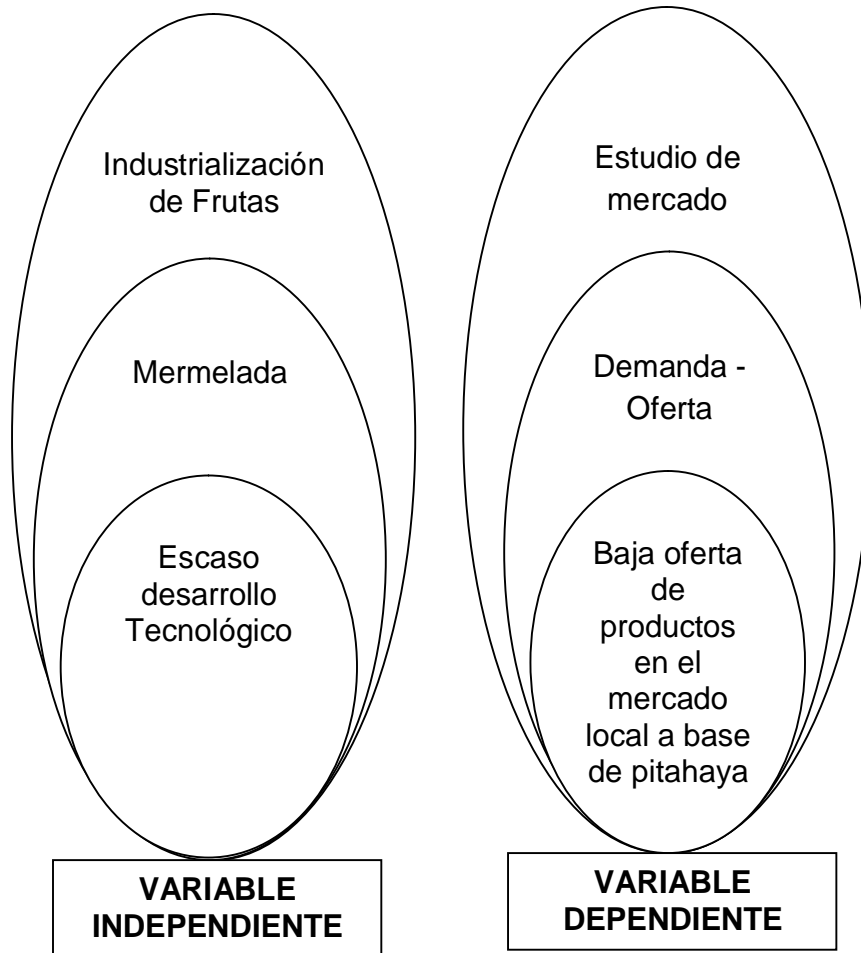 Industrialización
de Frutas
Mermelada
Escaso
desarrollo
Tecnológico
VARIABLE
INDEPENDIENTE
Estudio de
mercado
Demanda -
Oferta
Baja oferta
de
productos
en el
mercado
local a base
de pitahaya
VARIABLE
DEPENDIENTE